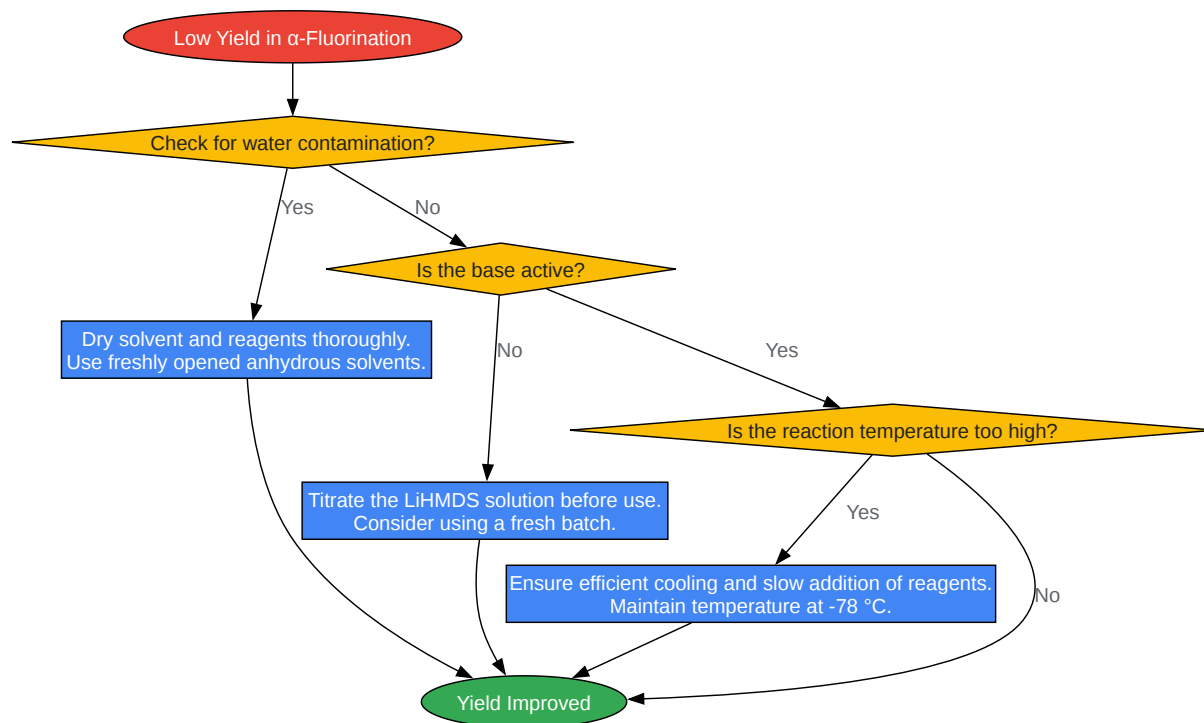 Low Yield in α-Fluorination
Check for water contamination?
Yes
No
Is the base active?
Dry solvent and reagents thoroughly.
Use freshly opened anhydrous solvents.
No
Yes
Is the reaction temperature too high?
Titrate the LiHMDS solution before use.
Consider using a fresh batch.
Yes
Ensure efficient cooling and slow addition of reagents.
Maintain temperature at -78 °C.
No
Yield Improved